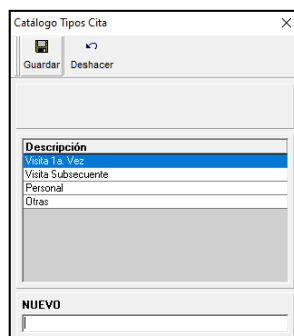 Catálogo Tipos Cita
Guardar Deshacer
Descripción
Visita 1a. Vez
Visita Subsecuente
Personal
Otras
NUEVO